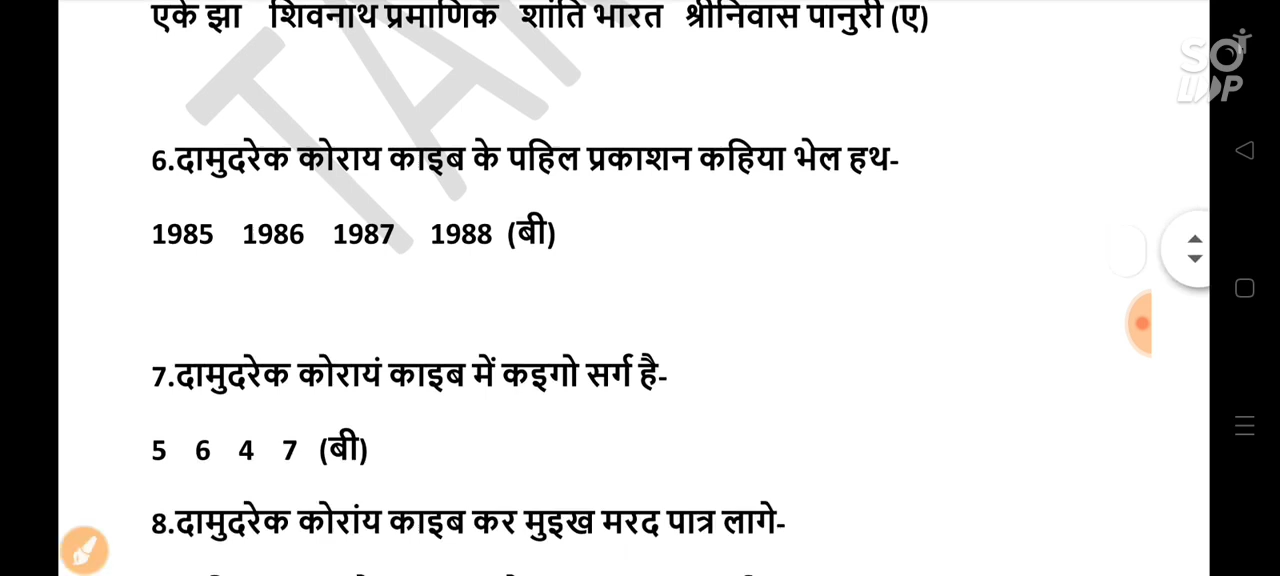 एके झा शिवनाथ प्रमाणिक शांति भारत श्रीनिवास पानुरी (ए)
6.दामुदरेक कोराय काइब के पहिल प्रकाशन कहिया भेल हथ-
1985 1986 1987 1988 (बी)
7.दामुदरेक कोरायं काइब में कइगो सर्ग है-
5 6 4 7 (बी)
8.दामुदरेक कोरांय काइब कर मुइख मरद पात्र लागे-